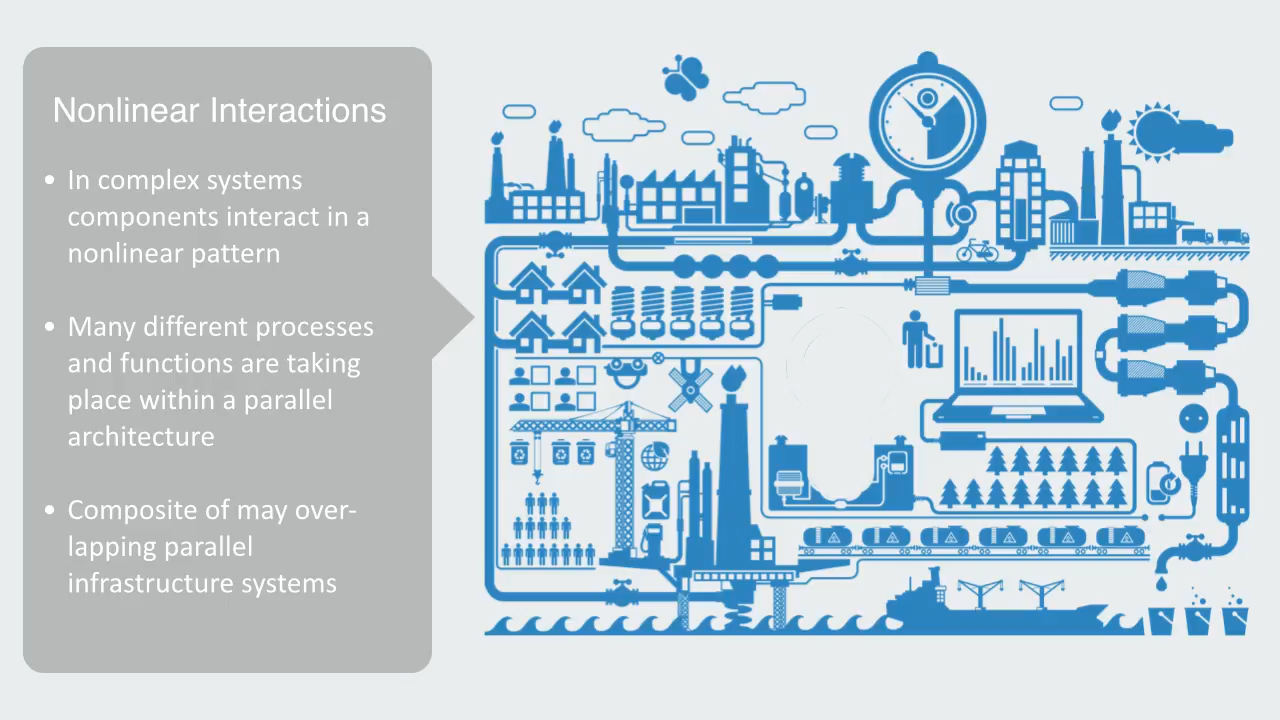 Nonlinear Interactions
• In complex systems
components interact in a
nonlinear pattern
• Many different processes
and functions are taking
place within a parallel
architecture
• Composite of may over-
lapping parallel
infrastructure systems